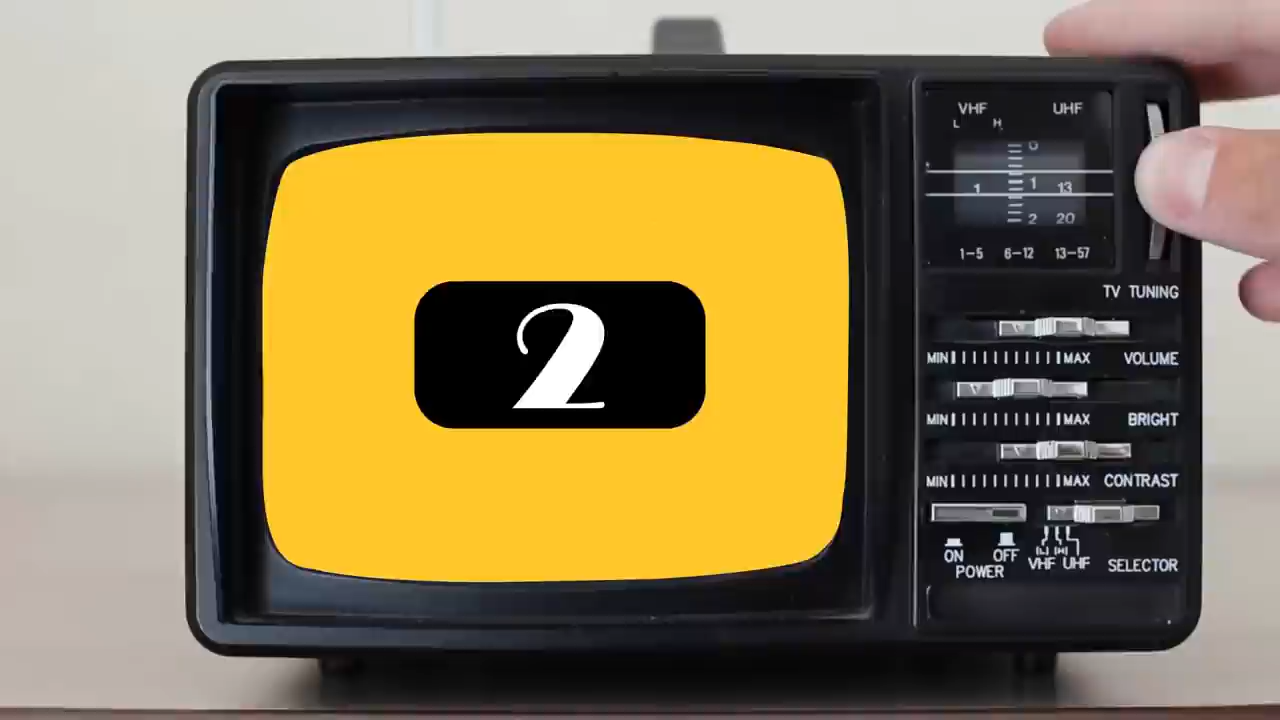 2
VHF UHF
L H
0
1 1 13
2 20
1-5 6-12 13-57
TV TUNING
MIN MAX VOLUME
MIN MAX BRIGHT
MIN MAX CONTRAST
ON OFF (L) (H)
POWER VHF UHF SELECTOR